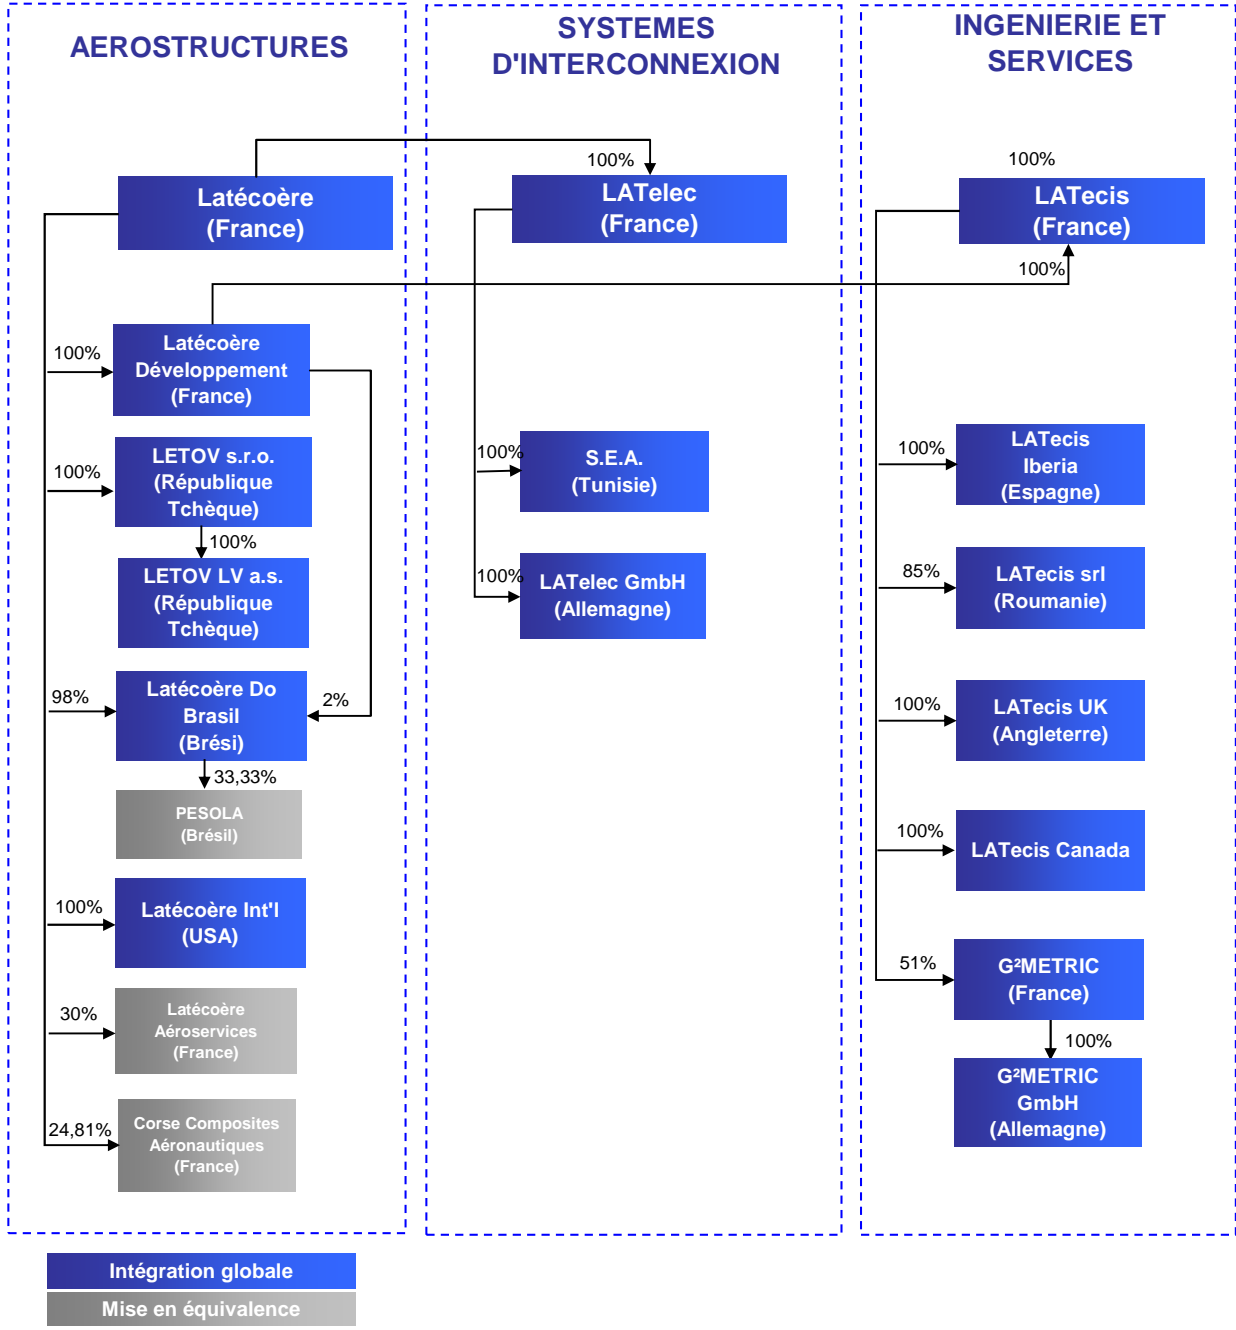 AEROSTRUCTURES
SYSTEMES
D'INTERCONNEXION
INGENIERIE ET
SERVICES
100%
100%
Latécoère
(France)
LATelec
(France)
LATecis
(France)
100%
Latécoère
Développement
(France)
100%
LETOV s.r.o.
(République
Tchèque)
100%
100%
LETOV LV a.s.
(République
Tchèque)
Latécoère Do
Brasil
(Brési)
98%
2%
33,33%
PESOLA
(Brésil)
Latécoère Int'l
(USA)
100%
Latécoère
Aéroservices
(France)
30%
Corse Composites
Aéronautiques
(France)
24,81%
100%
S.E.A.
(Tunisie)
100%
LATelec GmbH
(Allemagne)
100%
LATecis
Iberia
(Espagne)
85%
LATecis srl
(Roumanie)
100%
LATecis UK
(Angleterre)
100%
LATecis Canada
51%
G²METRIC
(France)
100%
G²METRIC
GmbH
(Allemagne)
Intégration globale
Mise en équivalence